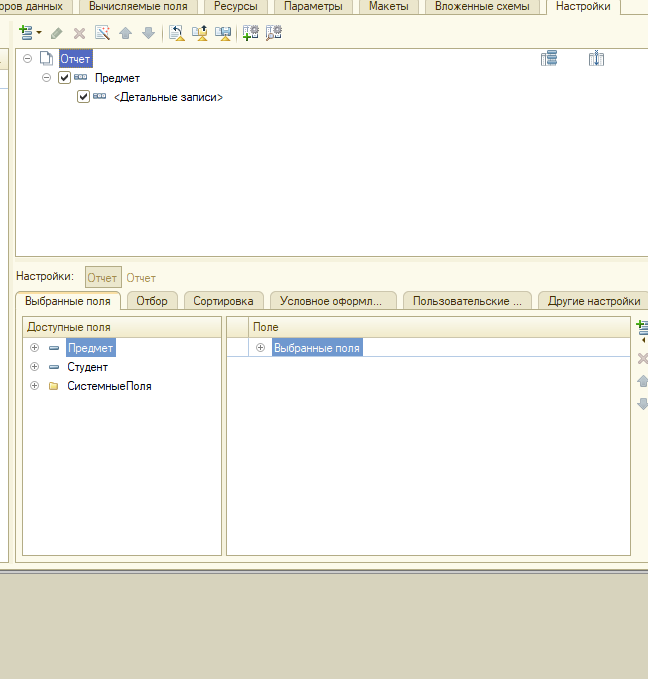 оров данных Вычисляемые поля Ресурсы Параметры Макеты Вложенные схемы Настройки
Отчет
Предмет
<Детальные записи>
Настройки: Отчет Отчет
Выбранные поля Отбор Сортировка Условное оформл... Пользовательские ... Другие настройки
Доступные поля Поле
Предмет Выбранные поля
Студент
СистемныеПоля